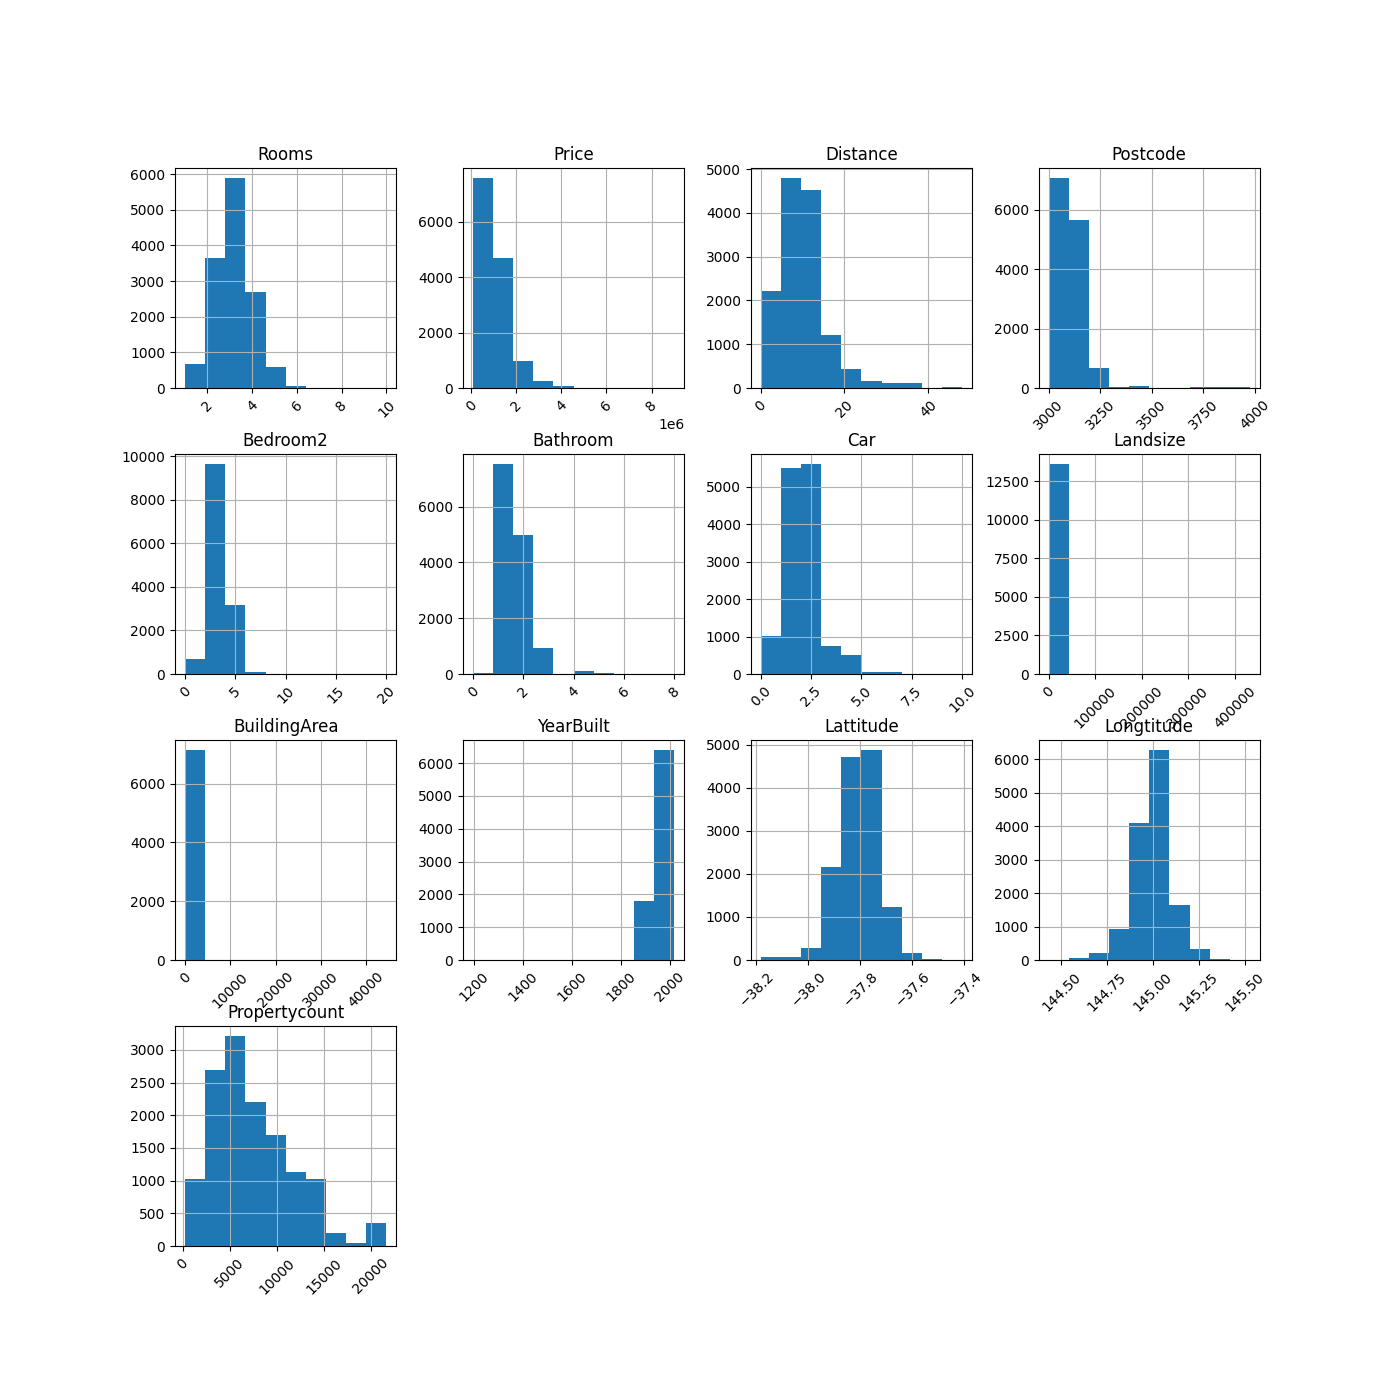 Rooms
6000
5000
4000
3000
2000
1000
0
2 4 6 8 10
Price
6000
4000
2000
0
0 2 4 6 8
1e6
Distance
5000
4000
3000
2000
1000
0
0 20 40
Postcode
6000
4000
2000
0
3000 3250 3500 3750 4000
Bedroom2
10000
8000
6000
4000
2000
0
0 5 10 15 20
Bathroom
6000
4000
2000
0
0 2 4 6 8
Car
5000
4000
3000
2000
1000
0
0.0 2.5 5.0 7.5 10.0
Landsize
12500
10000
7500
5000
2500
0
0 100000 200000 300000 400000
BuildingArea
6000
4000
2000
0
0 10000 20000 30000 40000
YearBuilt
6000
5000
4000
3000
2000
1000
0
1200 1400 1600 1800 2000
Lattitude
5000
4000
3000
2000
1000
0
−38.2 −38.0 −37.8 −37.6 −37.4
Longtitude
6000
5000
4000
3000
2000
1000
0
144.50 144.75 145.00 145.25 145.50
Propertycount
3000
2500
2000
1500
1000
500
0
0 5000 10000 15000 20000